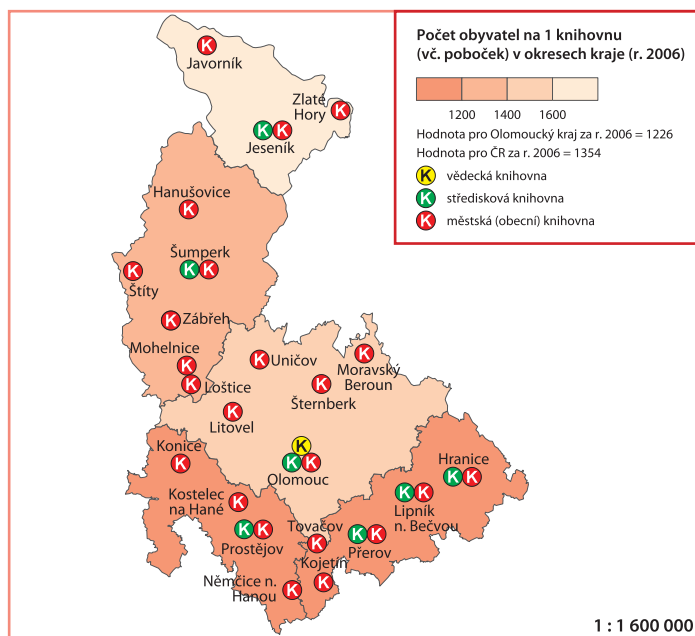 Počet obyvatel na 1 knihovnu
(vč. poboček) v okresech kraje (r. 2006)
1200 1400 1600
Hodnota pro Olomoucký kraj za r. 2006 = 1226
Hodnota pro ČR za r. 2006 = 1354
K vědecká knihovna
K středisková knihovna
K městská (obecní) knihovna
K
Javorník
Zlaté
Hory K
K K
Jeseník
Hanušovice
K
Šumperk
K K
K
Štíty
K Zábřeh
Mohelnice
K
K Loštice
K Uničov
K
Moravský
Beroun
K
Šternberk
K
Litovel
K
K K
Olomouc
Konice
K
Kostelec
na Hané K
K K
Prostějov
Němčice n.
Hanou K
Tovačov
K
Kojetín
K
K K
Přerov
K K
Lipník
n. Bečvou
Hranice
K K
1 : 1 600 000